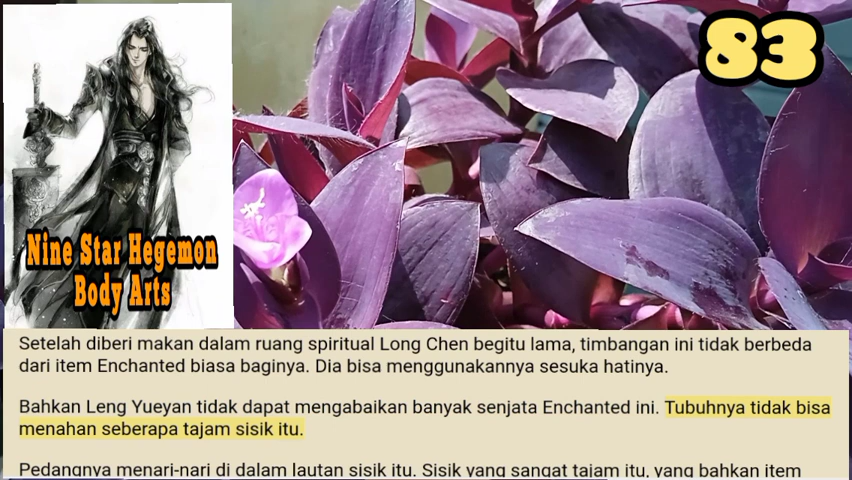 83
Nine Star Hegemon
Body Arts
Setelah diberi makan dalam ruang spiritual Long Chen begitu lama, timbangan ini tidak berbeda
dari item Enchanted biasa baginya. Dia bisa menggunakannya sesuka hatinya.
Bahkan Leng Yueyan tidak dapat mengabaikan banyak senjata Enchanted ini. Tubuhnya tidak bisa
menahan seberapa tajam sisik itu.
Pedangnya menari-nari di dalam lautan sisik itu. Sisik yang sangat tajam itu, yang bahkan item